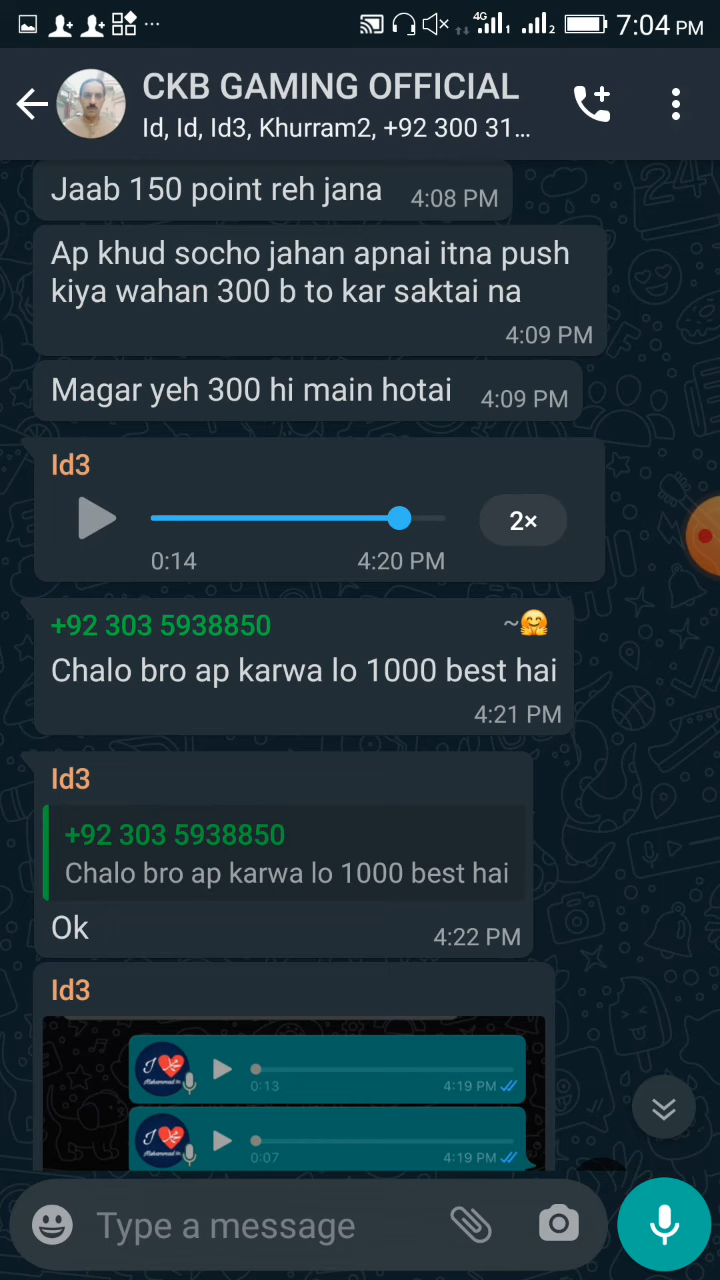 4G
1
2
7:04 PM
CKB GAMING OFFICIAL
Id, Id, Id3, Khurram2, +92 300 31...
Jaab 150 point reh jana
4:08 PM
Ap khud socho jahan apnai itna push
kiya wahan 300 b to kar saktai na
4:09 PM
Magar yeh 300 hi main hotai
4:09 PM
Id3
2×
0:14
4:20 PM
+92 303 5938850
~🤗
Chalo bro ap karwa lo 1000 best hai
4:21 PM
Id3
+92 303 5938850
Chalo bro ap karwa lo 1000 best hai
Ok
4:22 PM
Id3
0:13
4:19 PM
0:07
4:19 PM
Type a message